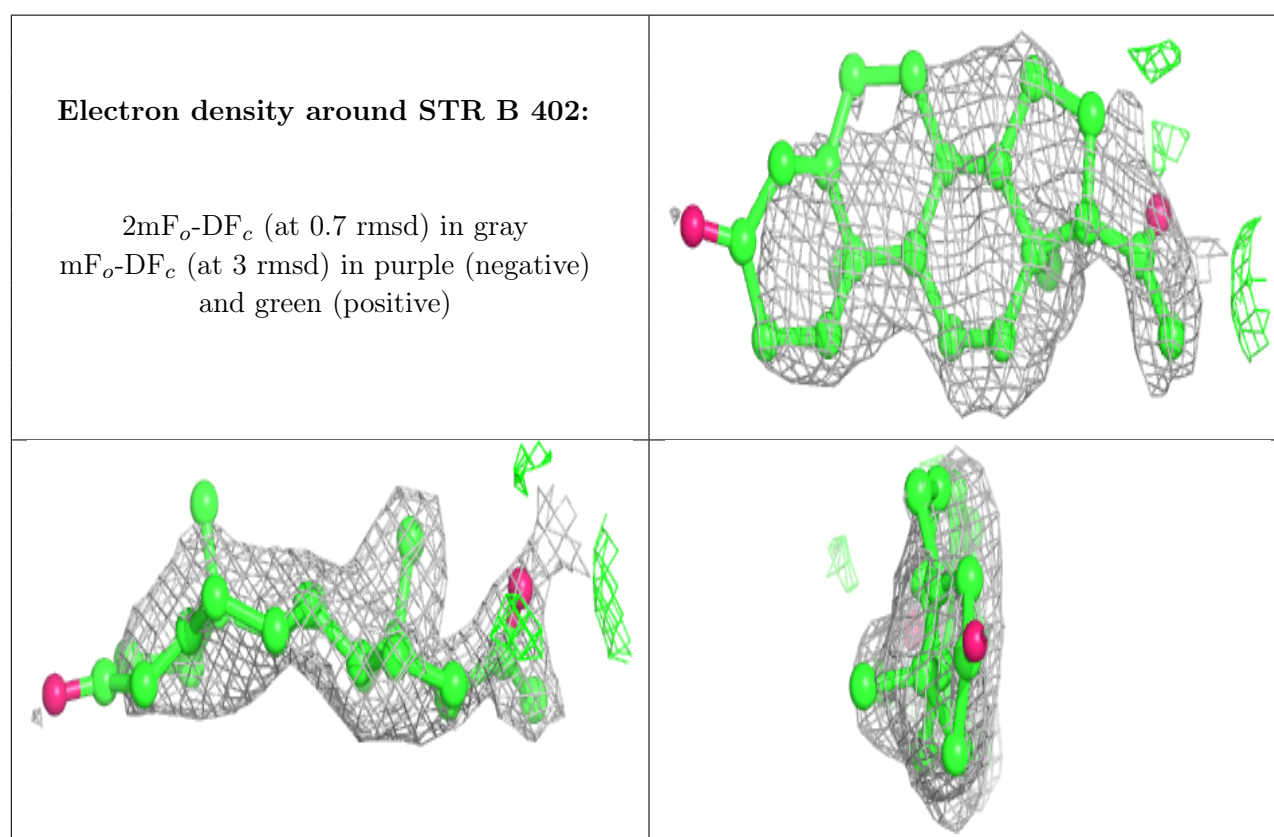 Electron density around STR B 402:
2mFo-DFc (at 0.7 rmsd) in gray
mFo-DFc (at 3 rmsd) in purple (negative)
and green (positive)